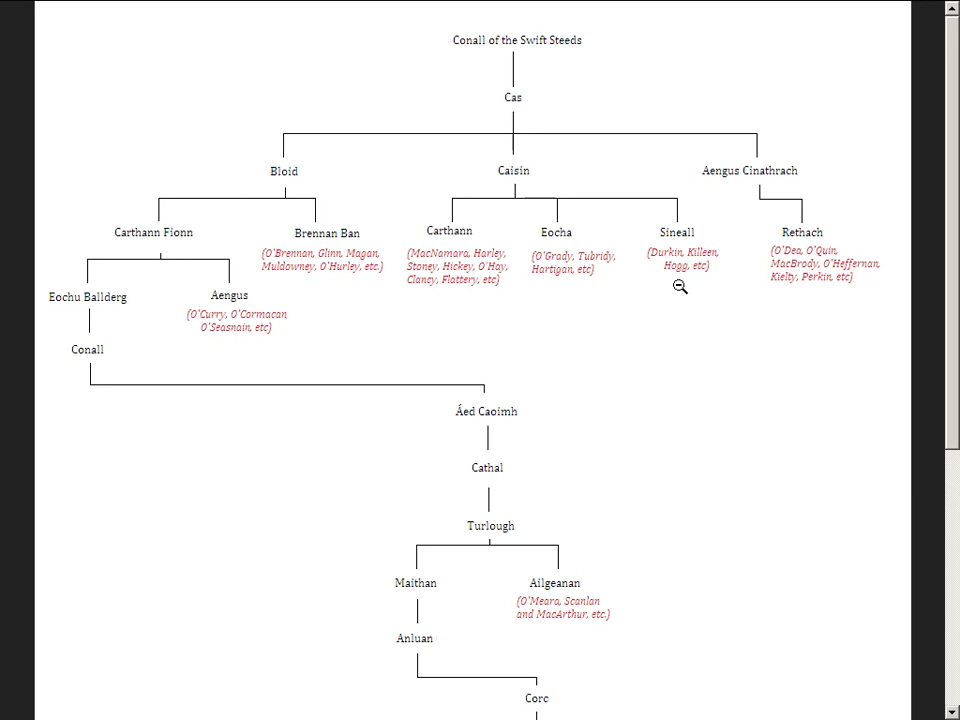 Conall of the Swift Steeds
Cas
Bloid
Caisin
Aengus Cinathrach
Carthann Fionn
Brennan Ban
Carthann
Eocha
Sineall
Rethach
(O'Brennan, Glinn, Magan,
Muldowney, O'Hurley, etc.)
(MacNamara, Harley,
Stoney, Hickey, O'Hay,
Clancy, Flattery, etc)
(O'Grady, Tubridy,
Hartigan, etc)
(Durkin, Killeen,
Hogg, etc)
(O'Dea, O'Quin,
MacBrody, O'Heffernan,
Kielty, Perkin, etc)
Eochu Ballderg
Aengus
(O'Curry, O'Cormacan
O'Seasnain, etc)
Conall
Áed Caoimh
Cathal
Turlough
Maithan
Ailgeanan
(O'Meara, Scanlan
and MacArthur, etc.)
Anluan
Corc